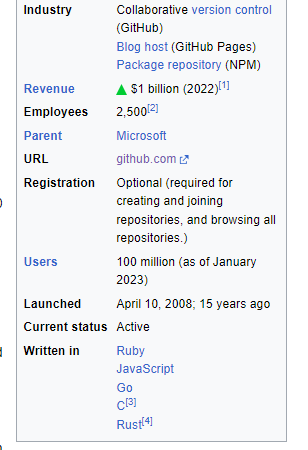 Industry Collaborative version control
(GitHub)
Blog host (GitHub Pages)
Package repository (NPM)
Revenue ▲ $1 billion (2022)[1]
Employees 2,500[2]
Parent Microsoft
URL github.com
Registration Optional (required for
creating and joining
repositories, and browsing all
repositories.)
Users 100 million (as of January
2023)
Launched April 10, 2008; 15 years ago
Current status Active
Written in Ruby
JavaScript
Go
C[3]
Rust[4]